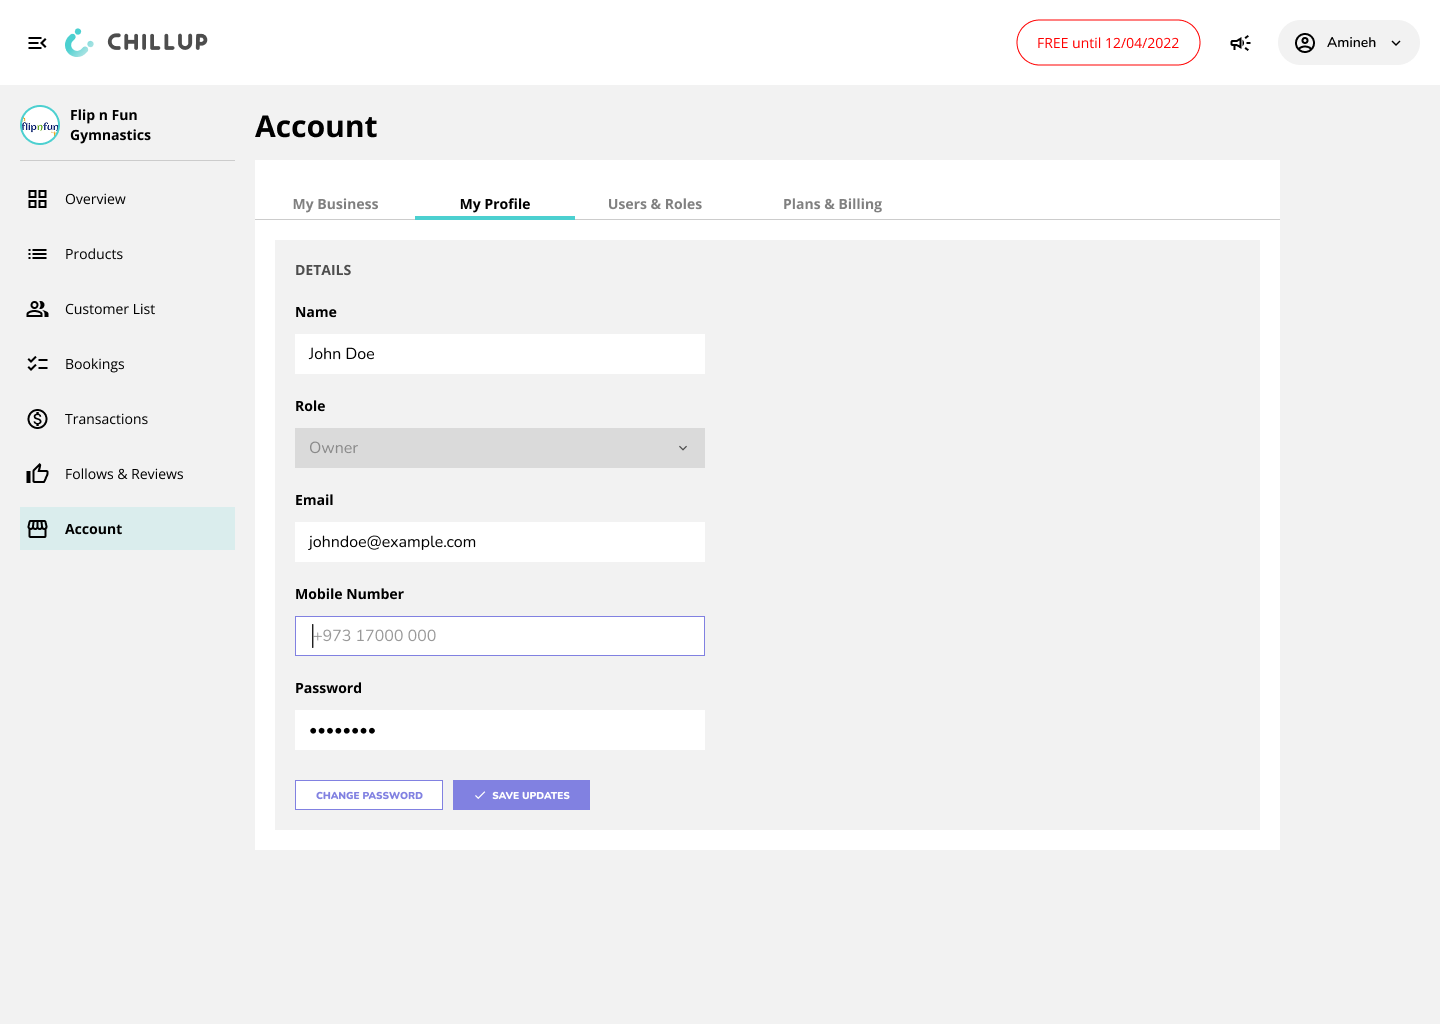 CHILLUP
FREE until 12/04/2022
Amineh
flipnfun
Flip n Fun
Gymnastics
Overview
Products
Customer List
Bookings
Transactions
Follows & Reviews
Account
Account
My Business
My Profile
Users & Roles
Plans & Billing
DETAILS
Name
John Doe
Role
Owner
Email
johndoe@example.com
Mobile Number
+973 17000 000
Password
••••••••
CHANGE PASSWORD
SAVE UPDATES